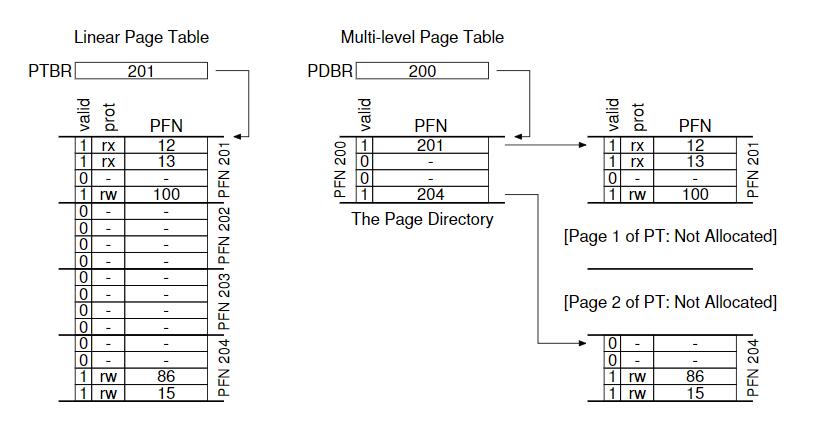 Linear Page Table
PTBR 201
valid prot PFN
1 rx 12
1 rx 13
0 - -
1 rw 100
PFN 201
0 - -
0 - -
0 - -
0 - -
PFN 202
0 - -
0 - -
0 - -
0 - -
PFN 203
0 - -
0 - -
1 rw 86
1 rw 15
PFN 204
Multi-level Page Table
PDBR 200
valid PFN
PFN 200
1 201
0 -
0 -
1 204
The Page Directory
valid prot PFN
1 rx 12
1 rx 13
0 - -
1 rw 100
PFN 201
[Page 1 of PT: Not Allocated]
[Page 2 of PT: Not Allocated]
0 - -
0 - -
1 rw 86
1 rw 15
PFN 204